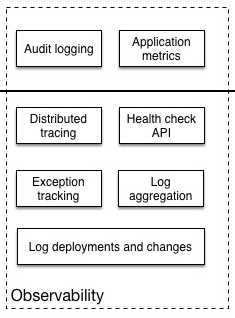 Audit logging
Application
metrics
Distributed
tracing
Health check
API
Exception
tracking
Log
aggregation
Log deployments and changes
Observability